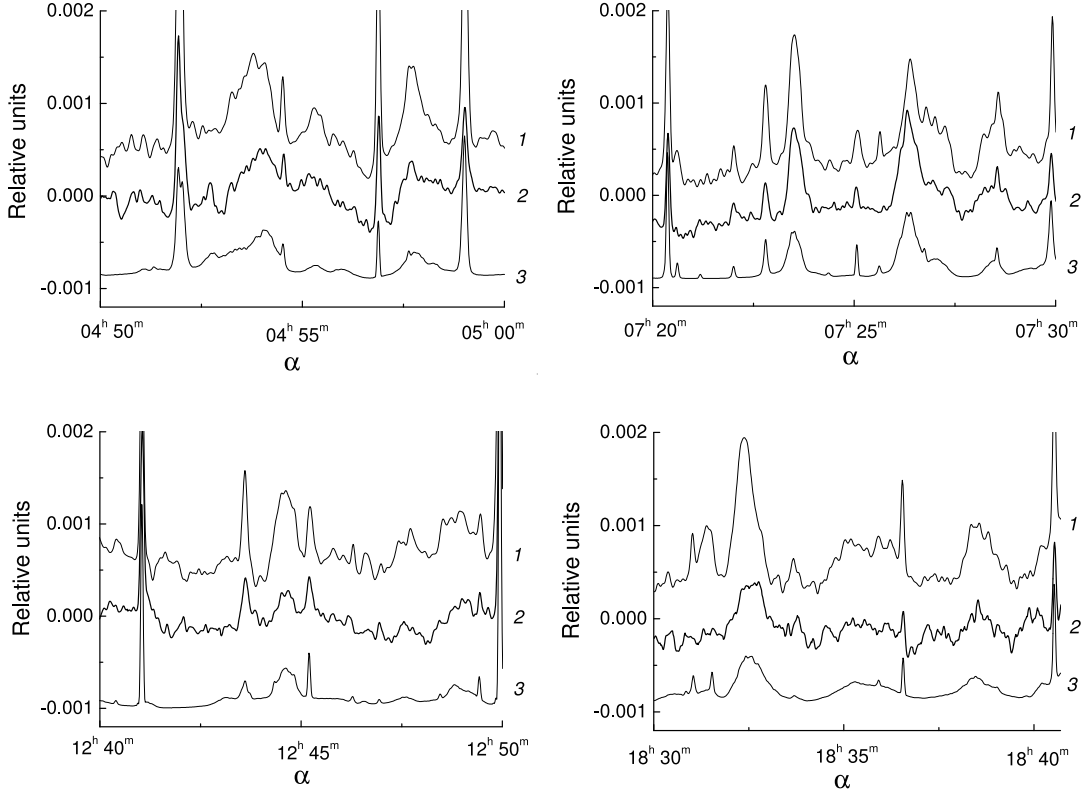 0.002
0.001
0.000
-0.001
Relative units
1
2
3
04ʰ 50ᵐ
04ʰ 55ᵐ
05ʰ 00ᵐ
α
0.002
0.001
0.000
-0.001
Relative units
1
2
3
07ʰ 20ᵐ
07ʰ 25ᵐ
07ʰ 30ᵐ
α
0.002
0.001
0.000
-0.001
Relative units
1
2
3
12ʰ 40ᵐ
12ʰ 45ᵐ
12ʰ 50ᵐ
α
0.002
0.001
0.000
-0.001
Relative units
1
2
3
18ʰ 30ᵐ
18ʰ 35ᵐ
18ʰ 40ᵐ
α